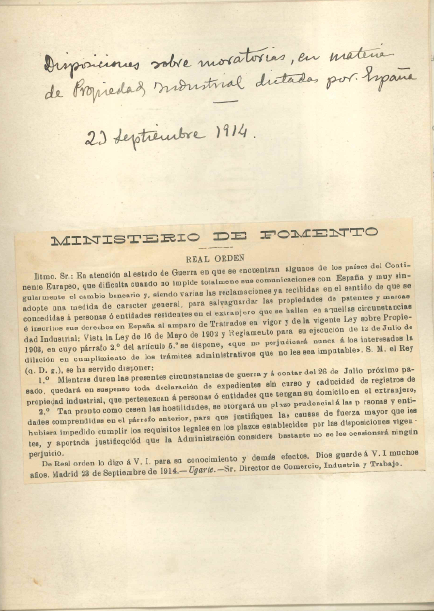 Disposiciones sobre moratorias, en materia
de Propiedad Industrial dictadas por España
23 Septiembre 1914.
MINISTERIO DE FOMENTO
REAL ORDEN
Iltmo. Sr.: En atención al estado de Guerra en que se encuentran algunos de los países del Conti-
nente Europeo, que dificulta cuando no impide totalmente sus comunicaciones con España y muy sin-
gularmente el cambio bancario y, siendo varias las reclamaciones ya recibidas en el sentido de que se
adopte una medida de carácter general, para salvaguardar las propiedades de patentes y marcas
concedidas á personas ó entidades residentes en el extranjero que se hallen en aquellas circunstancias
é inscritos sus derechos en España al amparo de Tratados en vigor y de la vigente Ley sobre Propie-
dad Industrial; Vista la Ley de 16 de Mayo de 1902 y Reglamento para su ejecución de 12 de Julio de
1903, en cuyo párrafo 2.º del artículo 5.º se dispone, «que no perjudicará nunca á los interesados la
dilación en cumplimiento de los trámites administrativos que no les sea imputable». S. M. el Rey
(q. D. g.), se ha servido disponer:
1.º Mientras duren las presentes circunstancias de guerra y á contar del 26 de Julio próximo pa-
sado, quedará en suspenso toda declaración de expedientes sin curso y caducidad de registros de
propiedad industrial, que pertenezcan á personas ó entidades que tengan su domicilio en el extranjero,
2.º Tan pronto como cesen las hostilidades, se otorgará un plazo prudencial á las personas y enti-
dades comprendidas en el párrafo anterior, para que justifiquen las causas de fuerza mayor que les
hubiera impedido cumplir los requisitos legales en los plazos establecidos por las disposiciones vigen-
tes, y aportada justificación que la Administración considere bastante no se les ocasionará ningún
perjuicio.
De Real orden lo digo á V. I. para su conocimiento y demás efectos. Dios guarde á V. I muchos
años. Madrid 23 de Septiembre de 1914.—Ugarte.—Sr. Director de Comercio, Industria y Trabajo.